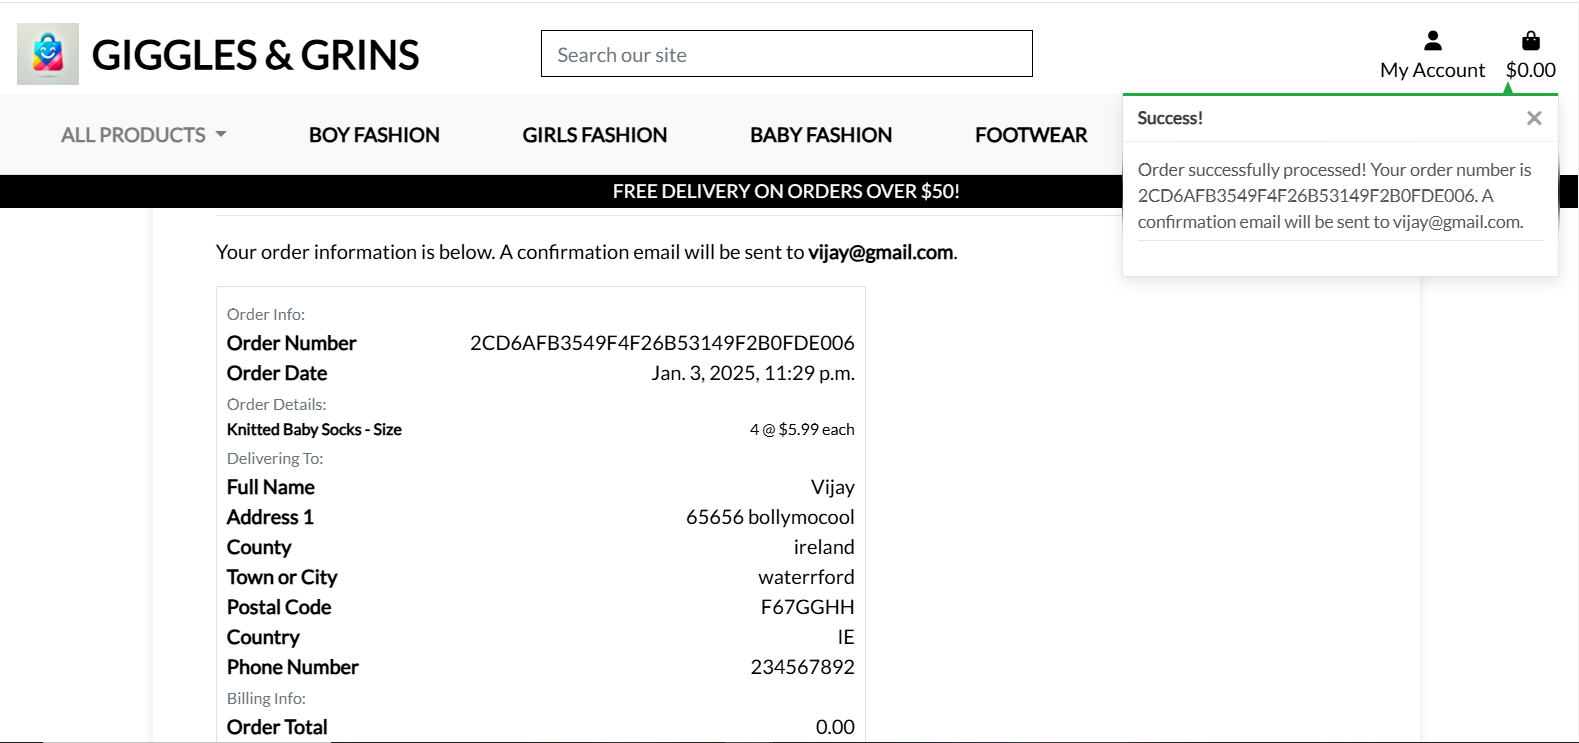 GIGGLES & GRINS
Search our site
My Account
$0.00
ALL PRODUCTS
BOY FASHION
GIRLS FASHION
BABY FASHION
FOOTWEAR
Success!
Order successfully processed! Your order number is
2CD6AFB3549F4F26B53149F2B0FDE006. A
confirmation email will be sent to vijay@gmail.com.
FREE DELIVERY ON ORDERS OVER $50!
Your order information is below. A confirmation email will be sent to vijay@gmail.com.
Order Info:
Order Number 2CD6AFB3549F4F26B53149F2B0FDE006
Order Date Jan. 3, 2025, 11:29 p.m.
Order Details:
Knitted Baby Socks - Size 4 @ $5.99 each
Delivering To:
Full Name Vijay
Address 1 65656 bollymocool
County ireland
Town or City waterrford
Postal Code F67GGHH
Country IE
Phone Number 234567892
Billing Info:
Order Total 0.00